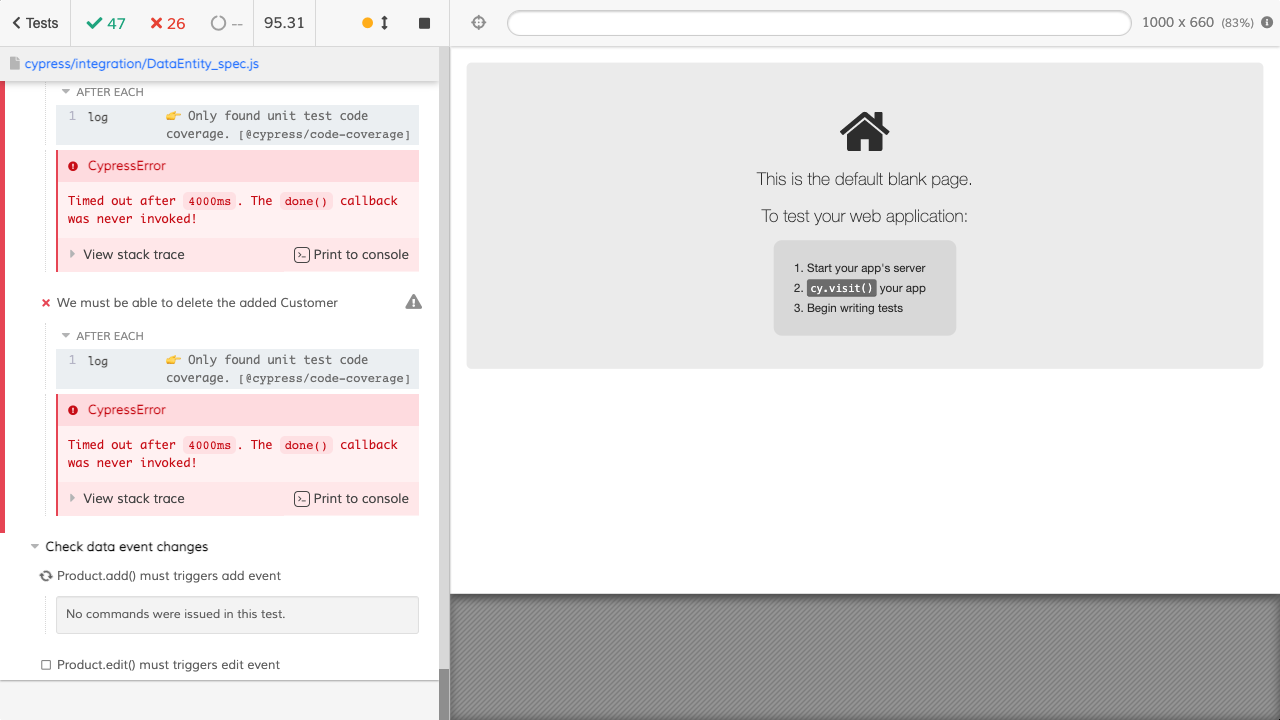 Tests
47
26
--
95.31
1000 x 660 (83%)
cypress/integration/DataEntity_spec.js
AFTER EACH
1 log 👉 Only found unit test code
coverage. [@cypress/code-coverage]
CypressError
Timed out after 4000ms. The done() callback
was never invoked!
View stack trace
Print to console
We must be able to delete the added Customer
AFTER EACH
1 log 👉 Only found unit test code
coverage. [@cypress/code-coverage]
CypressError
Timed out after 4000ms. The done() callback
was never invoked!
View stack trace
Print to console
Check data event changes
Product.add() must triggers add event
No commands were issued in this test.
Product.edit() must triggers edit event
This is the default blank page.
To test your web application:
1. Start your app's server
2. cy.visit() your app
3. Begin writing tests